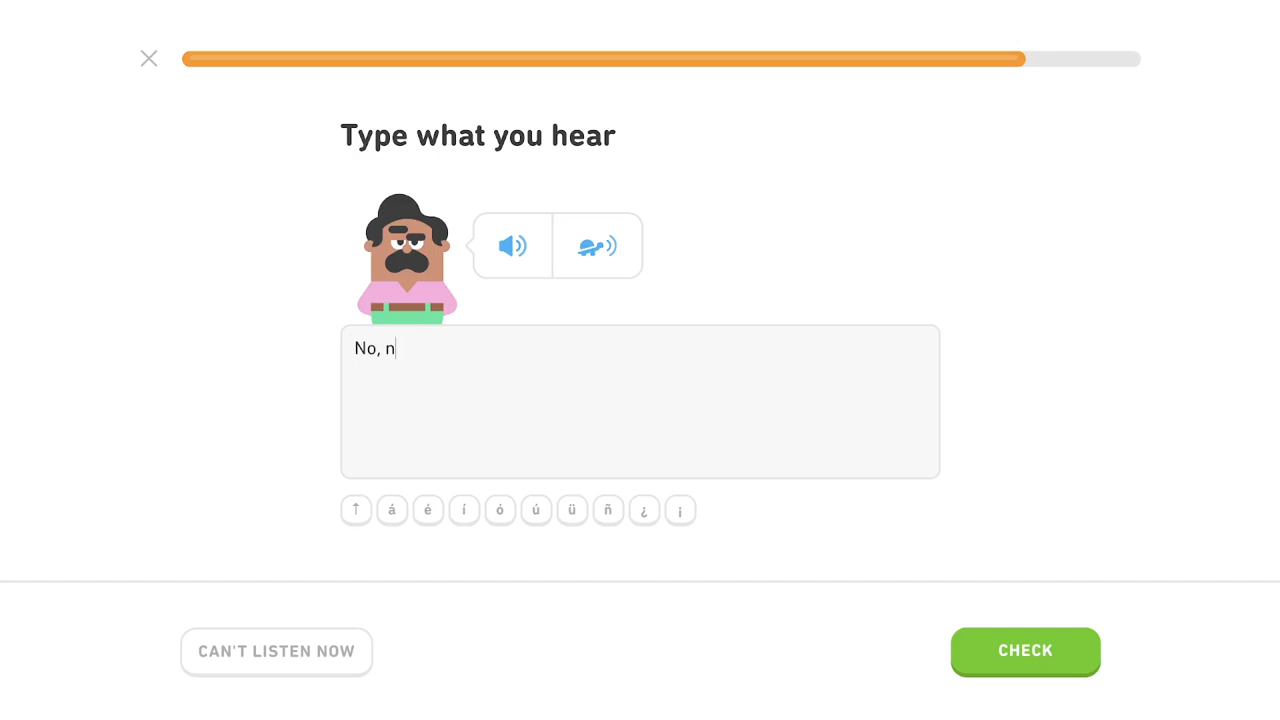 Type what you hear
No, n
↑ á é í ó ú ü ñ ¿ ¡
CAN'T LISTEN NOW
CHECK